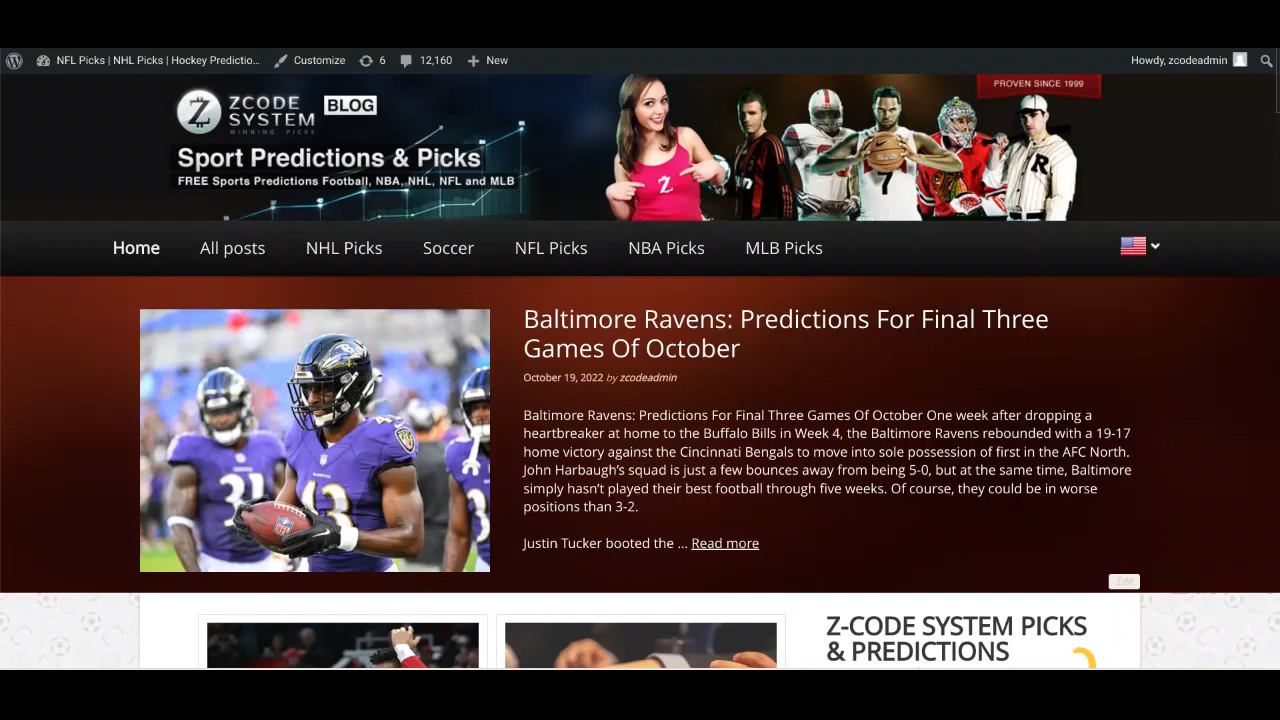 NFL Picks | NHL Picks | Hockey Predictio...
Customize
6
12,160
New
Howdy, zcodeadmin
ZCODE SYSTEM
BLOG
WINNING PICKS
Sport Predictions & Picks
FREE Sports Predictions Football, NBA, NHL, NFL and MLB
PROVEN SINCE 1999
Z
R
7
Home
All posts
NHL Picks
Soccer
NFL Picks
NBA Picks
MLB Picks
Baltimore Ravens: Predictions For Final Three
Games Of October
October 19, 2022 by zcodeadmin
Baltimore Ravens: Predictions For Final Three Games Of October One week after dropping a
heartbreaker at home to the Buffalo Bills in Week 4, the Baltimore Ravens rebounded with a 19-17
home victory against the Cincinnati Bengals to move into sole possession of first in the AFC North.
John Harbaugh’s squad is just a few bounces away from being 5-0, but at the same time, Baltimore
simply hasn’t played their best football through five weeks. Of course, they could be in worse
positions than 3-2.
Justin Tucker booted the ... Read more
31
43
NFL
Edit
Z-CODE SYSTEM PICKS
& PREDICTIONS